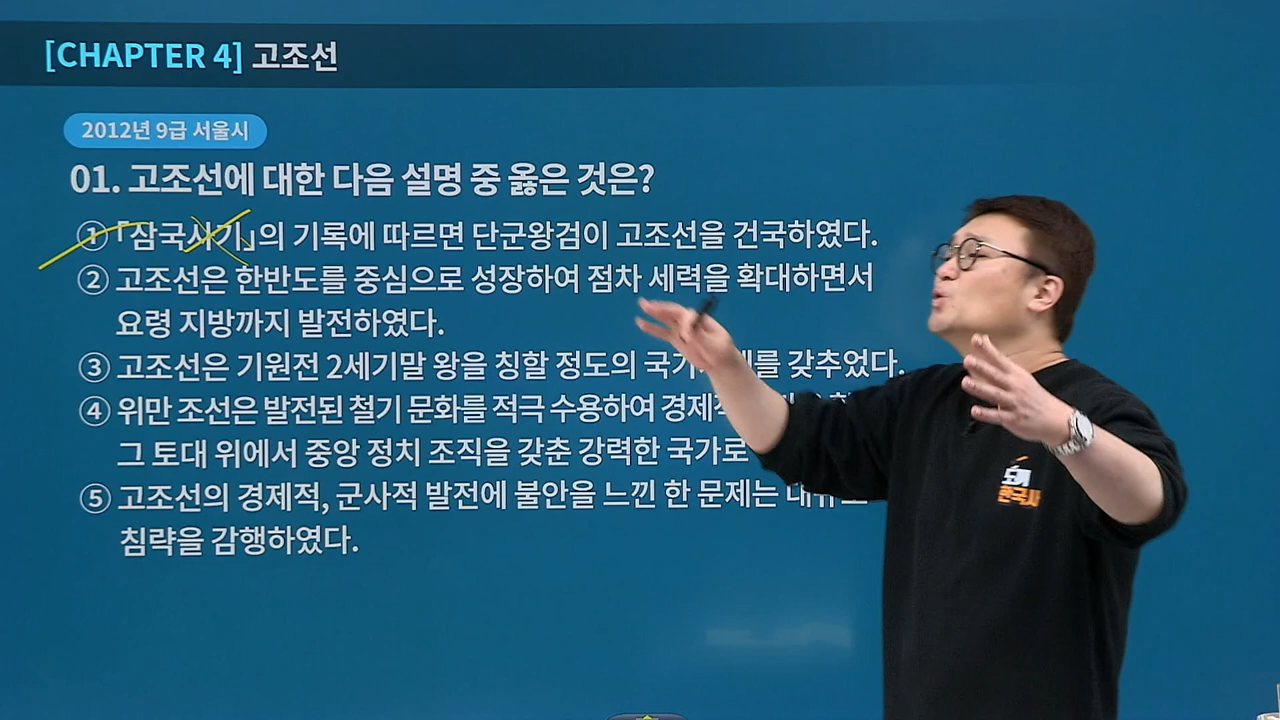 [CHAPTER 4] 고조선
2012년 9급 서울시
01. 고조선에 대한 다음 설명 중 옳은 것은?
① 「삼국사기」의 기록에 따르면 단군왕검이 고조선을 건국하였다.
② 고조선은 한반도를 중심으로 성장하여 점차 세력을 확대하면서
요령 지방까지 발전하였다.
③ 고조선은 기원전 2세기말 왕을 칭할 정도의 갖추었다.
④ 위만 조선은 발전된 철기 문화를 적극 수용하여
그 토대 위에서 중앙 정치 조직을 갖춘 강력한 국가로
⑤ 고조선의 경제적, 군사적 발전에 불안을 느낀 한 문제는
침략을 감행하였다.
한국사